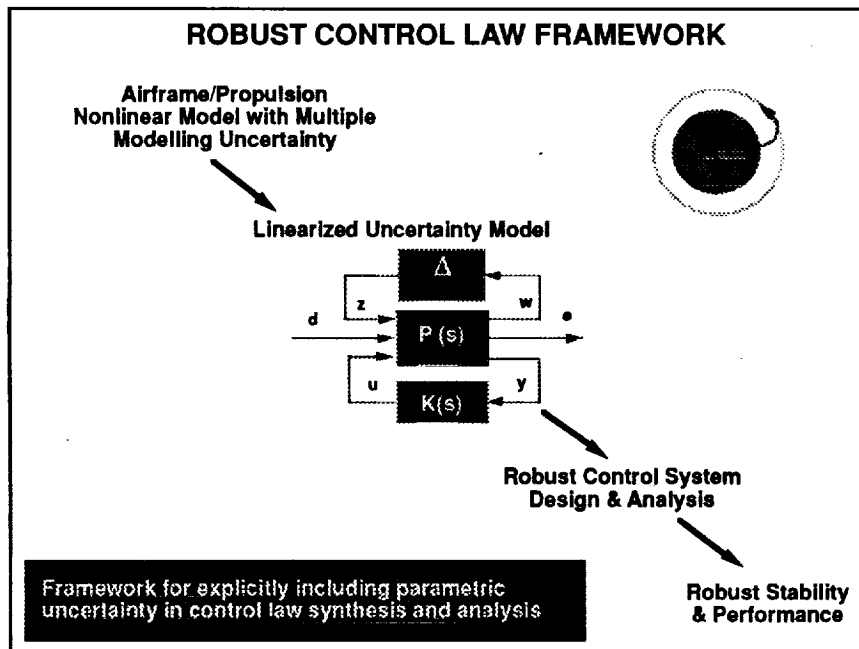 ROBUST CONTROL LAW FRAMEWORK
Airframe/Propulsion
Nonlinear Model with Multiple
Modelling Uncertainty
Linearized Uncertainty Model
Δ
z
w
d
P (s)
e
u
y
K(s)
Robust Control System
Design & Analysis
Framework for explicitly including parametric
uncertainty in control law synthesis and analysis
Robust Stability
& Performance